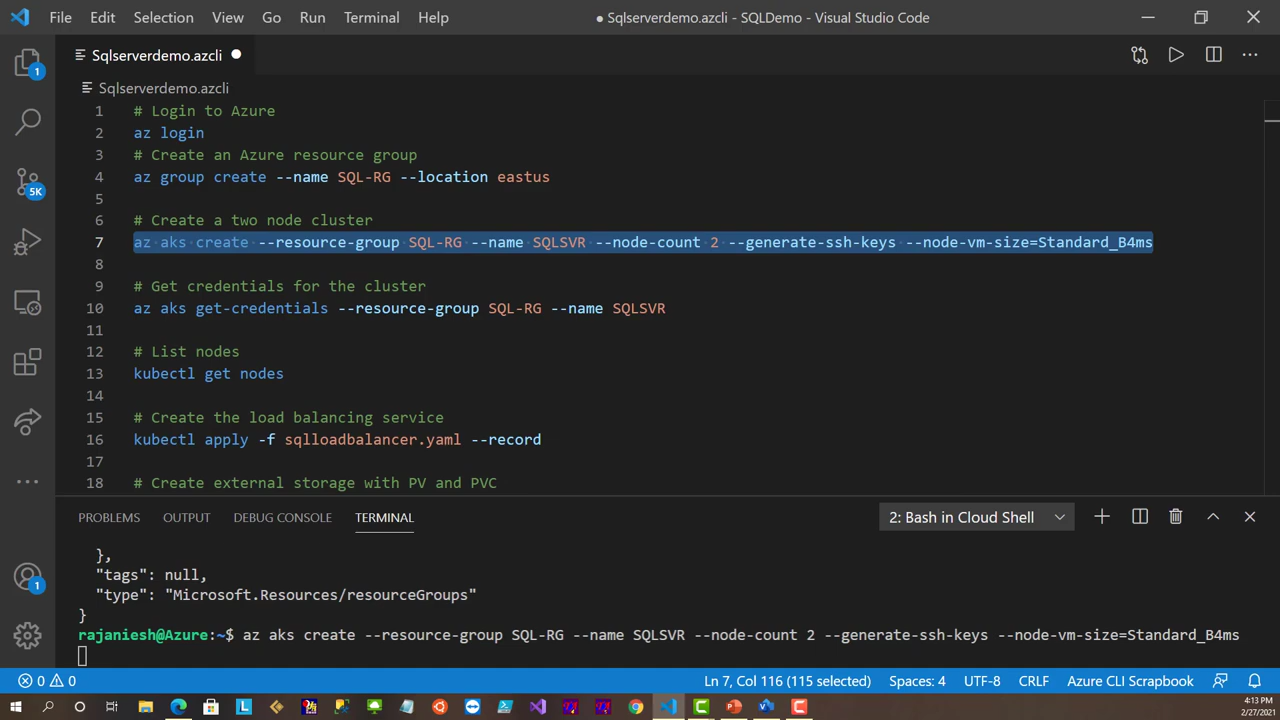 File Edit Selection View Go Run Terminal Help
● Sqlserverdemo.azcli - SQLDemo - Visual Studio Code
Sqlserverdemo.azcli
Sqlserverdemo.azcli
1
5K
1
1 # Login to Azure
2 az login
3 # Create an Azure resource group
4 az group create --name SQL-RG --location eastus
5
6 # Create a two node cluster
7 az aks create --resource-group SQL-RG --name SQLSVR --node-count 2 --generate-ssh-keys --node-vm-size=Standard_B4ms
8
9 # Get credentials for the cluster
10 az aks get-credentials --resource-group SQL-RG --name SQLSVR
11
12 # List nodes
13 kubectl get nodes
14
15 # Create the load balancing service
16 kubectl apply -f sqlloadbalancer.yaml --record
17
18 # Create external storage with PV and PVC
PROBLEMS OUTPUT DEBUG CONSOLE TERMINAL
2: Bash in Cloud Shell
},
"tags": null,
"type": "Microsoft.Resources/resourceGroups"
}
rajaniesh@Azure:~$ az aks create --resource-group SQL-RG --name SQLSVR --node-count 2 --generate-ssh-keys --node-vm-size=Standard_B4ms
0 0 Ln 7, Col 116 (115 selected) Spaces: 4 UTF-8 CRLF Azure CLI Scrapbook
4:13 PM
2/27/2021